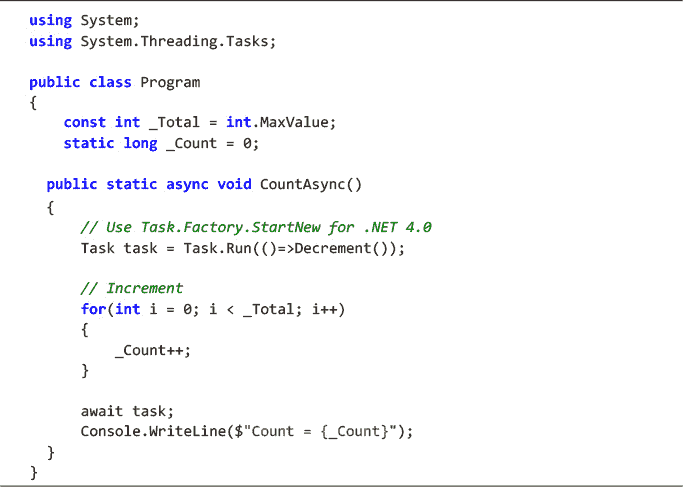 using System;
using System.Threading.Tasks;
public class Program
{
const int _Total = int.MaxValue;
static long _Count = 0;
public static async void CountAsync()
{
// Use Task.Factory.StartNew for .NET 4.0
Task task = Task.Run(()=>Decrement());
// Increment
for(int i = 0; i < _Total; i++)
{
_Count++;
}
await task;
Console.WriteLine($"Count = {_Count}");
}
}